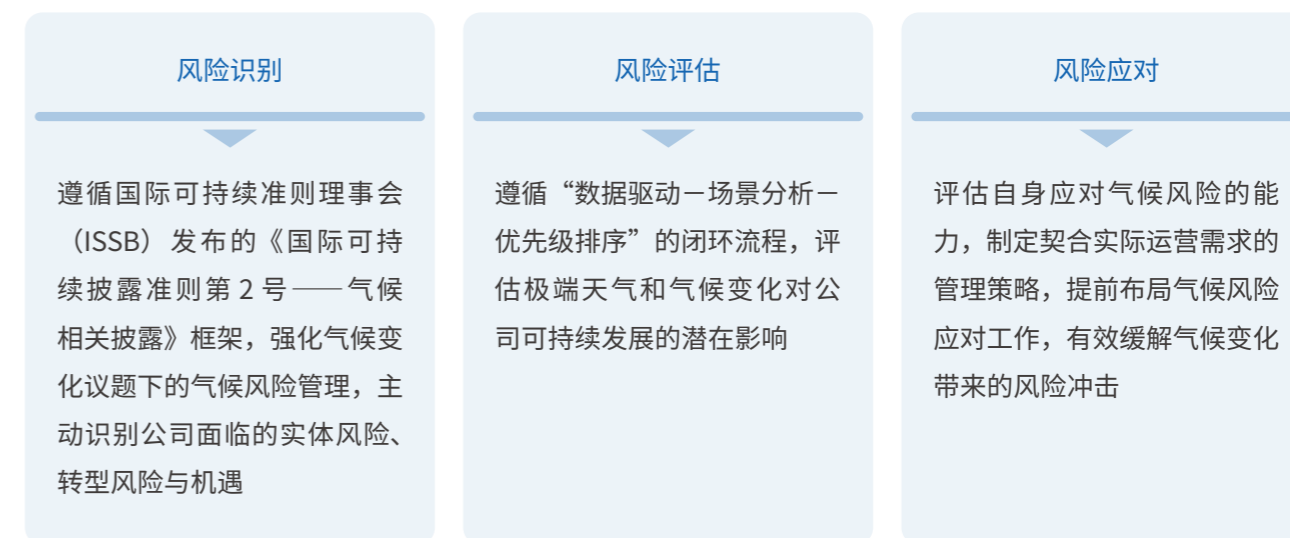 风险识别
遵循国际可持续准则理事会
（ISSB）发布的《国际可持
续披露准则第 2 号——气候
相关披露》框架，强化气候变
化议题下的气候风险管理，主
动识别公司面临的实体风险、
转型风险与机遇
风险评估
遵循“数据驱动－场景分析－
优先级排序”的闭环流程，评
估极端天气和气候变化对公
司可持续发展的潜在影响
风险应对
评估自身应对气候风险的能
力，制定契合实际运营需求的
管理策略，提前布局气候风险
应对工作，有效缓解气候变化
带来的风险冲击